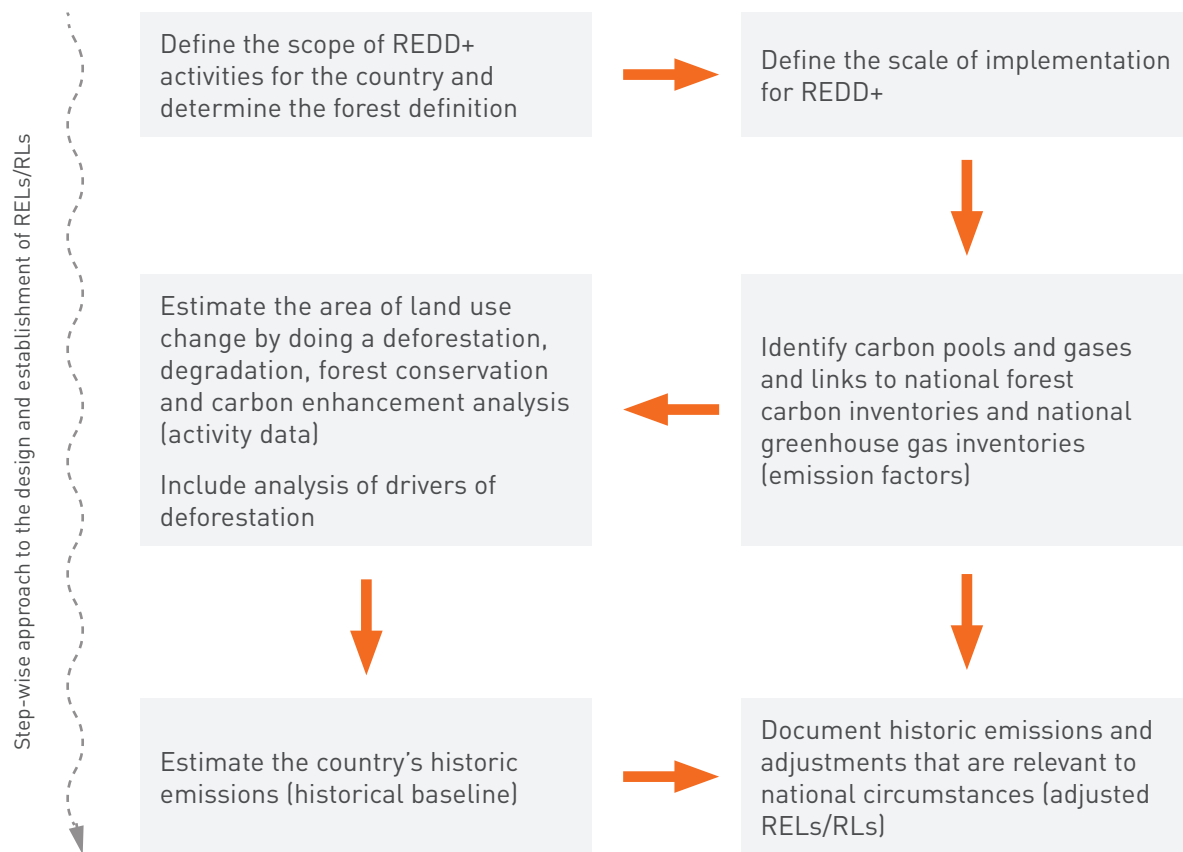 Step-wise approach to the design and establishment of RELs/RLs
Define the scope of REDD+
activities for the country and
determine the forest definition
Define the scale of implementation
for REDD+
Estimate the area of land use
change by doing a deforestation,
degradation, forest conservation
and carbon enhancement analysis
(activity data)
Include analysis of drivers of
deforestation
Identify carbon pools and gases
and links to national forest
carbon inventories and national
greenhouse gas inventories
(emission factors)
Estimate the country’s historic
emissions (historical baseline)
Document historic emissions and
adjustments that are relevant to
national circumstances (adjusted
RELs/RLs)